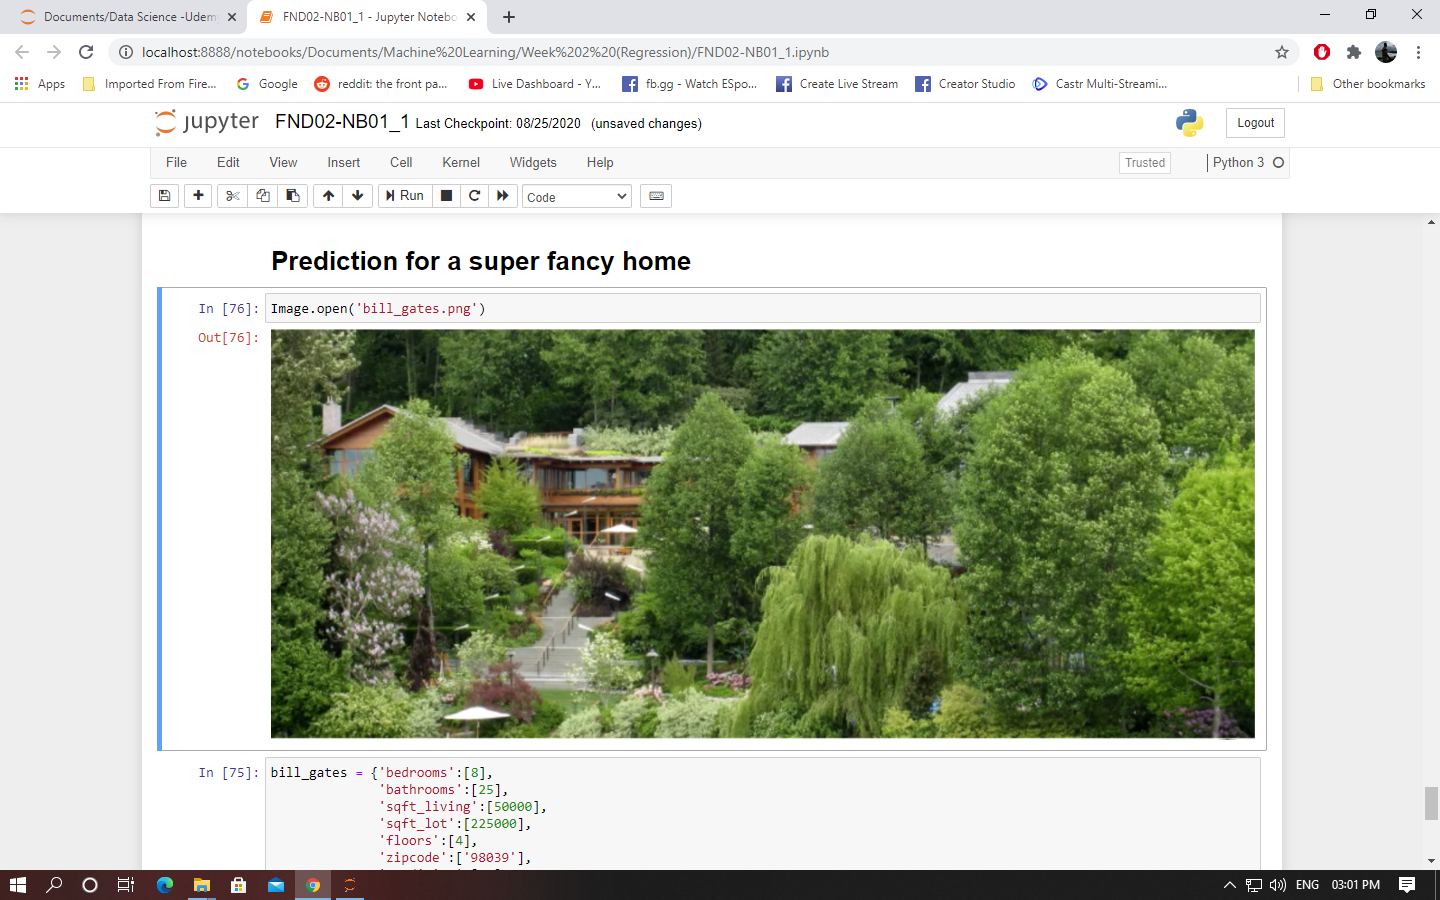 Documents/Data Science -Udem
FND02-NB01_1 - Jupyter Notebo
localhost:8888/notebooks/Documents/Machine%20Learning/Week%202%20(Regression)/FND02-NB01_1.ipynb
Apps
Imported From Fire...
Google
reddit: the front pa...
Live Dashboard - Y...
fb.gg - Watch ESpo...
Create Live Stream
Creator Studio
Castr Multi-Streami...
Other bookmarks
jupyter FND02-NB01_1 Last Checkpoint: 08/25/2020 (unsaved changes)
Logout
File Edit View Insert Cell Kernel Widgets Help
Trusted
Python 3
Run
Code
Prediction for a super fancy home
In [76]: Image.open('bill_gates.png')
Out[76]:
In [75]: bill_gates = {'bedrooms':[8],
'bathrooms':[25],
'sqft_living':[50000],
'sqft_lot':[225000],
'floors':[4],
'zipcode':['98039'],
ENG
03:01 PM